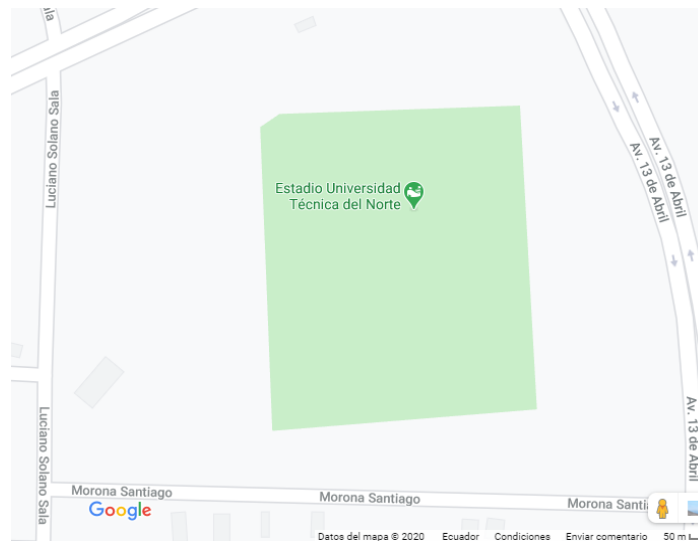 ala
Luciano Solano Sala
Av. 13 de Abril
Av. 13 de Abril
Estadio Universidad
Técnica del Norte
Luciano Solano Sala
Av. 13 de Abril
Morona Santiago
Morona Santiago
Morona Santi
Google
Datos del mapa © 2020 Ecuador Condiciones Enviar comentario 50 m